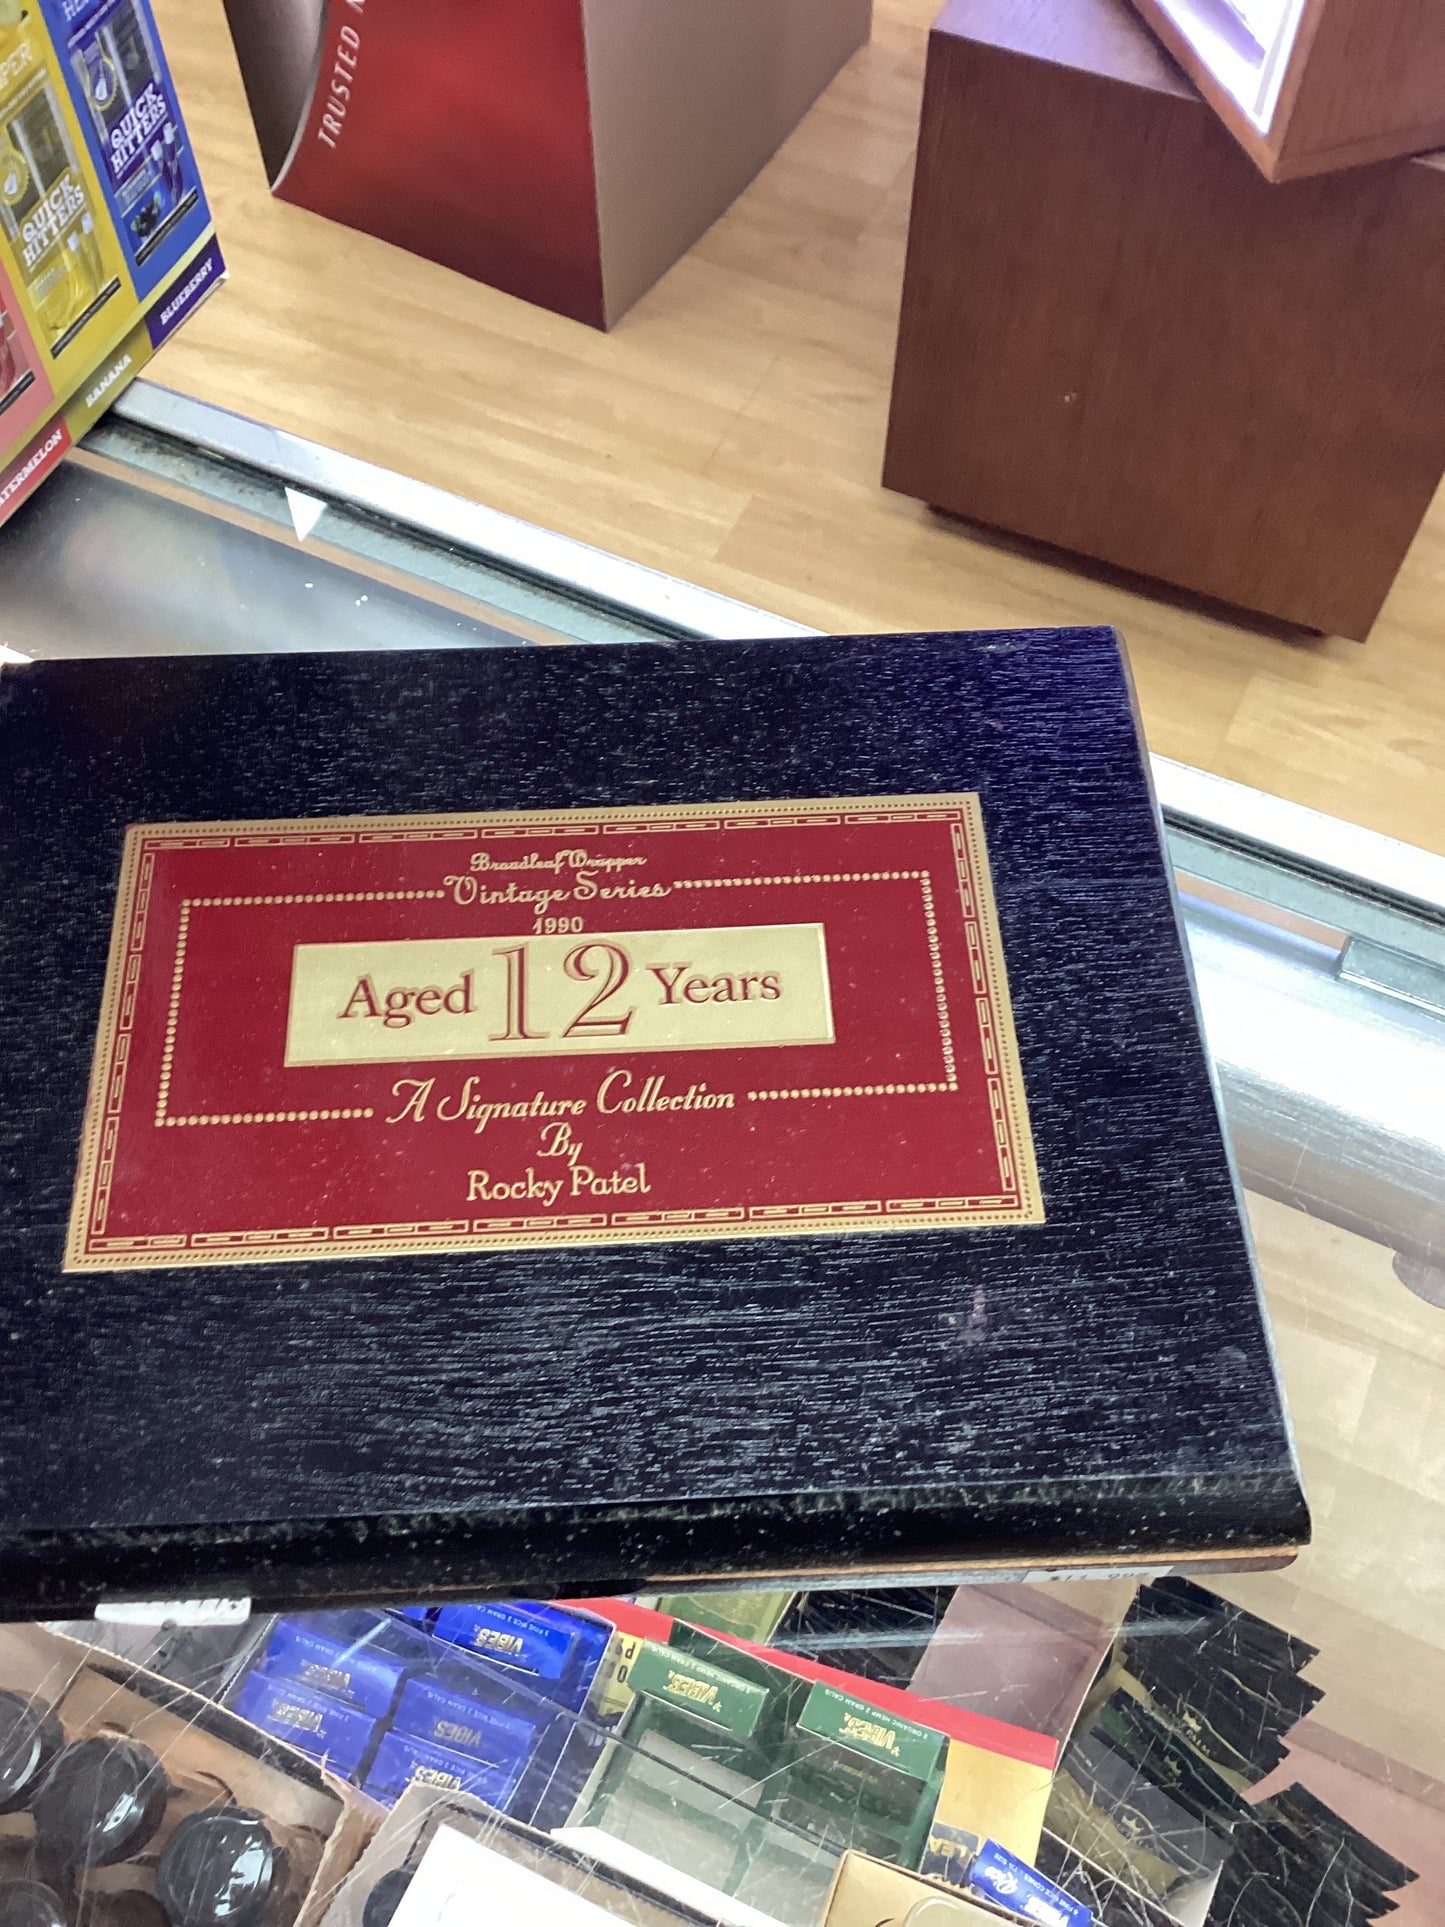 TRUSTED
QUICK
HITTERS
QUICK
HITTERS
BLUEBERRY
BANANA
Broadleaf Wrapper
Vintage Series
1990
Aged 12 Years
A Signature Collection
By
Rocky Patel
VIBES
VIBES
VIBES
VIBES
VIBES
VIBES